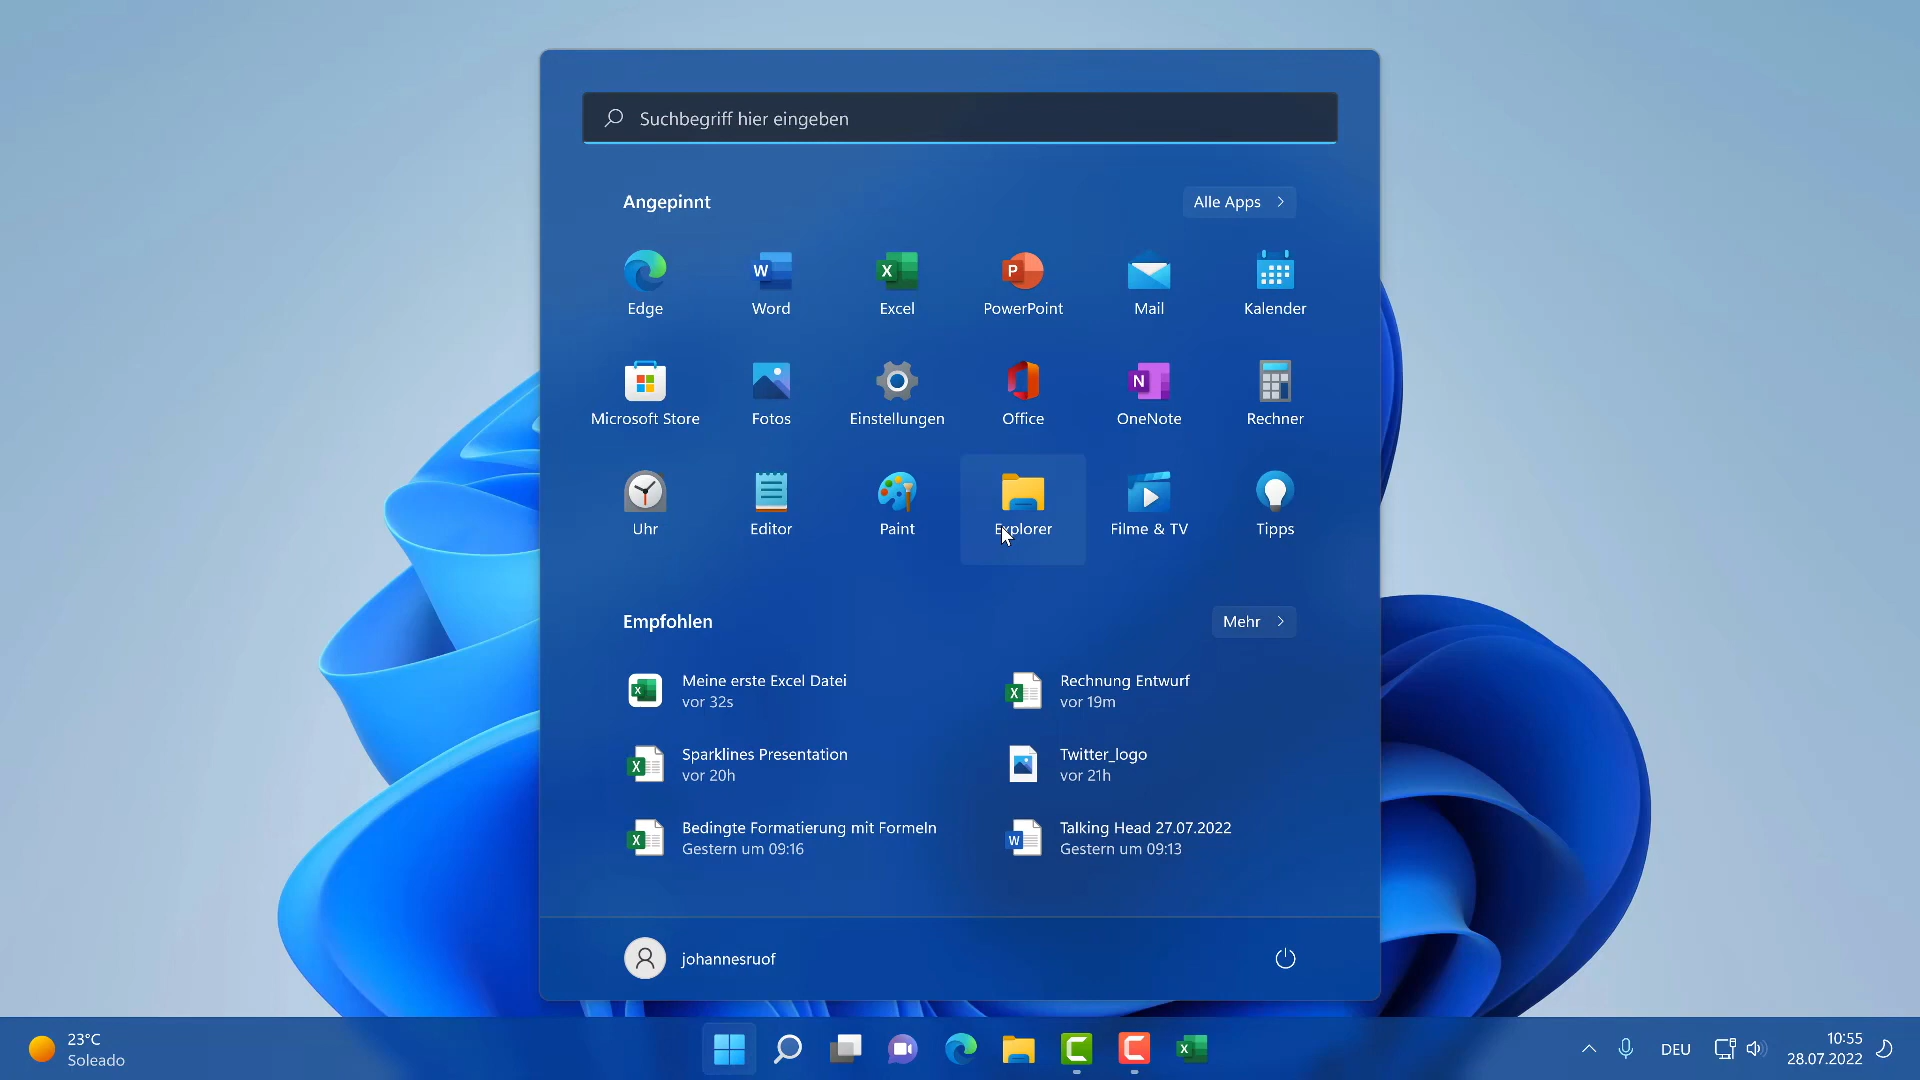 Suchbegriff hier eingeben
Angepinnt
Alle Apps
Edge
Word
Excel
PowerPoint
Mail
Kalender
Microsoft Store
Fotos
Einstellungen
Office
OneNote
Rechner
Uhr
Editor
Paint
Explorer
Filme & TV
Tipps
Empfohlen
Mehr
Meine erste Excel Datei
vor 32s
Rechnung Entwurf
vor 19m
Sparklines Presentation
vor 20h
Twitter_logo
vor 21h
Bedingte Formatierung mit Formeln
Gestern um 09:16
Talking Head 27.07.2022
Gestern um 09:13
johannesruof
23°C
Soleado
DEU
10:55
28.07.2022